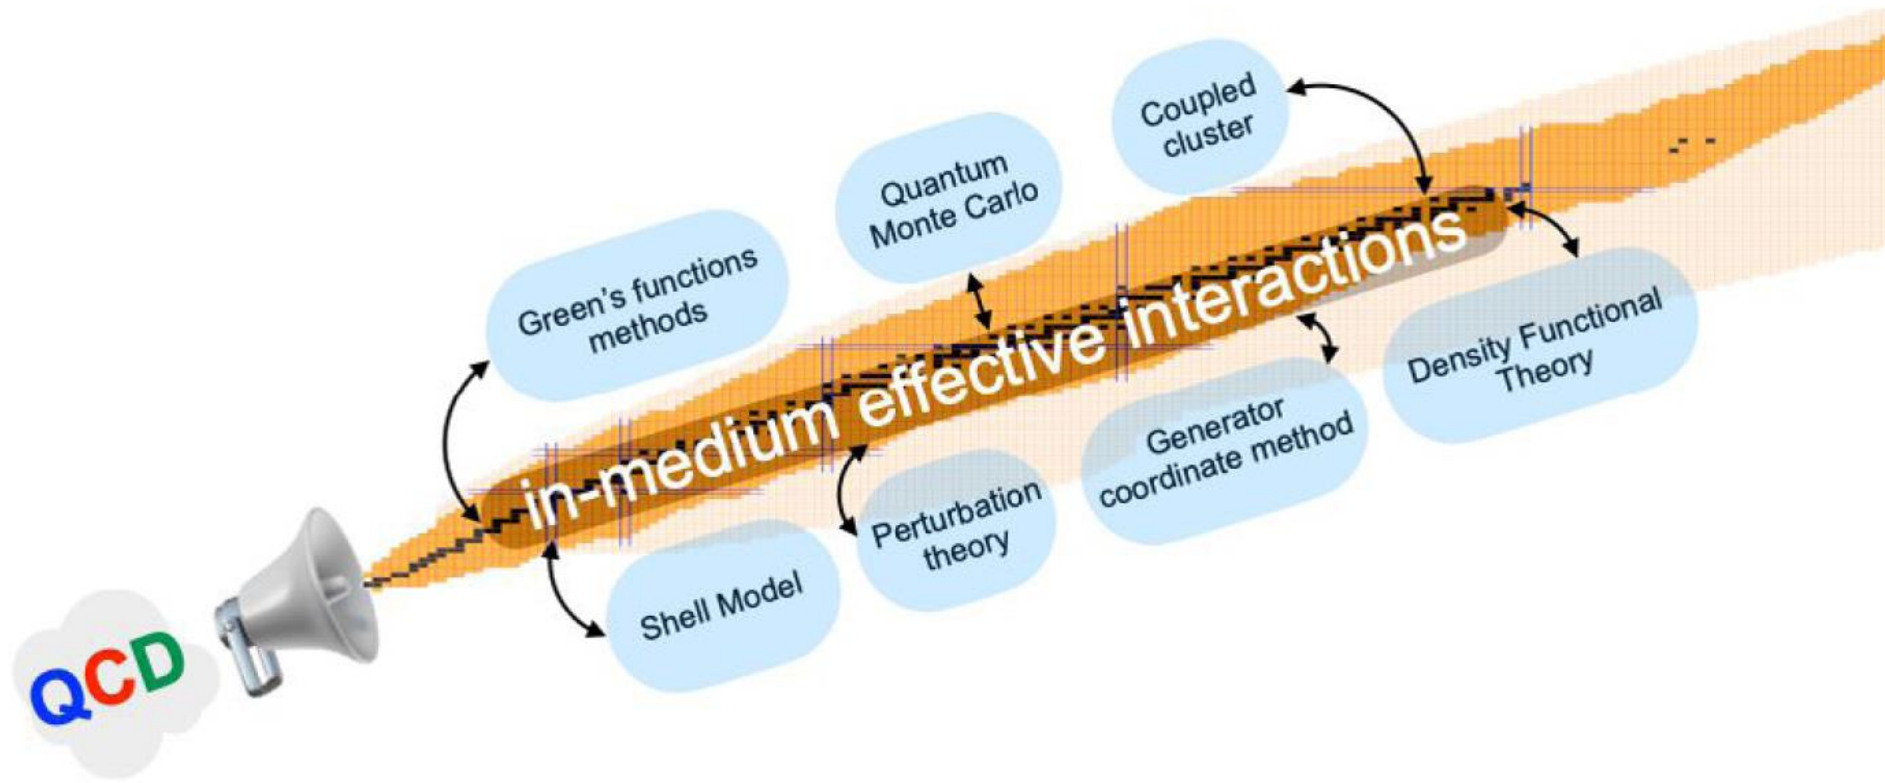 Coupled
cluster
Quantum
Monte Carlo
Green's functions
methods
in-medium effective interactions
Density Functional
Theory
Generator
coordinate method
Perturbation
theory
Shell Model
QCD